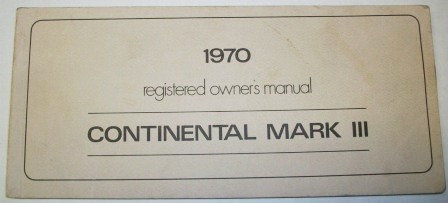 1970
registered owner's manual
CONTINENTAL MARK III